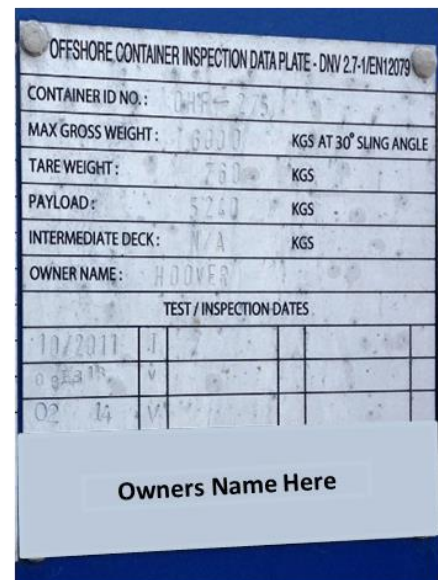 OFFSHORE CONTAINER INSPECTION DATA PLATE - DNV 2.7-1/EN12079
CONTAINER ID NO.:
MAX GROSS WEIGHT: 6000 KGS AT 30° SLING ANGLE
TARE WEIGHT: 760 KGS
PAYLOAD: 5240 KGS
INTERMEDIATE DECK: N/A KGS
OWNER NAME: HOOVER
TEST / INSPECTION DATES
10/2011 T
V
02 14 V
Owners Name Here